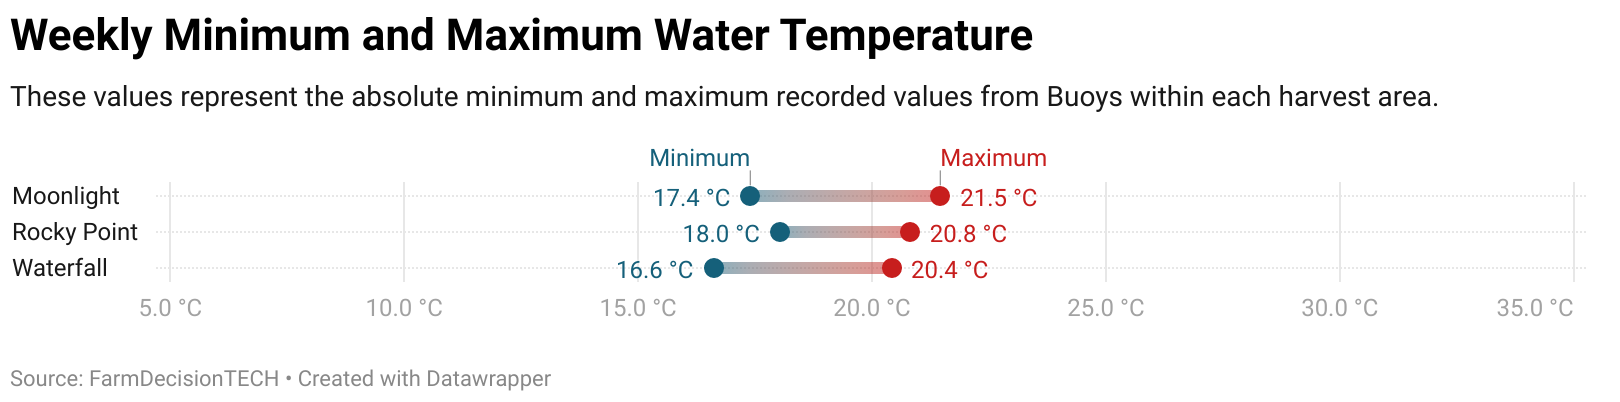 Weekly Minimum and Maximum Water Temperature
These values represent the absolute minimum and maximum recorded values from Buoys within each harvest area.
Minimum Maximum
Moonlight 17.4 °C 21.5 °C
Rocky Point 18.0 °C 20.8 °C
Waterfall 16.6 °C 20.4 °C
5.0 °C 10.0 °C 15.0 °C 20.0 °C 25.0 °C 30.0 °C 35.0 °C
Source: FarmDecisionTECH • Created with Datawrapper